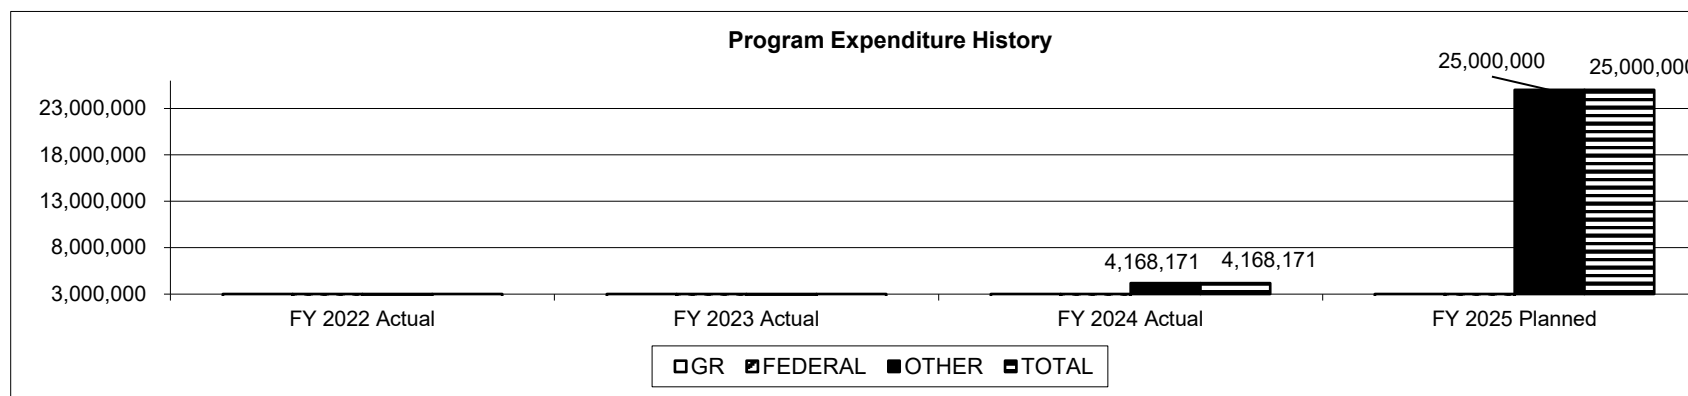 Program Expenditure History
25,000,000
25,000,000
23,000,000
18,000,000
13,000,000
8,000,000
3,000,000
4,168,171
4,168,171
FY 2022 Actual
FY 2023 Actual
FY 2024 Actual
FY 2025 Planned
GR
FEDERAL
OTHER
TOTAL